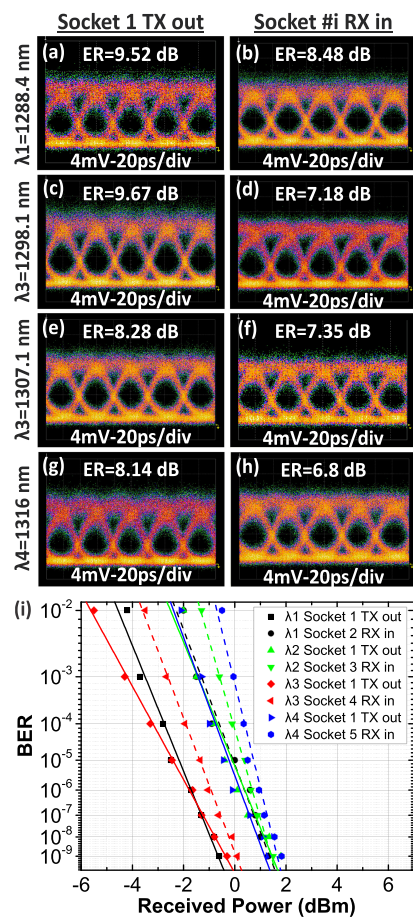 Socket 1 TX out
Socket #i RX in
λ1=1288.4 nm
(a) ER=9.52 dB
4mV-20ps/div
(b) ER=8.48 dB
4mV-20ps/div
λ3=1298.1 nm
(c) ER=9.67 dB
4mV-20ps/div
(d) ER=7.18 dB
4mV-20ps/div
λ3=1307.1 nm
(e) ER=8.28 dB
4mV-20ps/div
(f) ER=7.35 dB
4mV-20ps/div
λ4=1316 nm
(g) ER=8.14 dB
4mV-20ps/div
(h) ER=6.8 dB
4mV-20ps/div
(i)
λ1 Socket 1 TX out
λ1 Socket 2 RX in
λ2 Socket 1 TX out
λ2 Socket 3 RX in
λ3 Socket 1 TX out
λ3 Socket 4 RX in
λ4 Socket 1 TX out
λ4 Socket 5 RX in
BER
10⁻²
10⁻³
10⁻⁴
10⁻⁵
10⁻⁶
10⁻⁷
10⁻⁸
10⁻⁹
-6 -4 -2 0 2 4 6
Received Power (dBm)